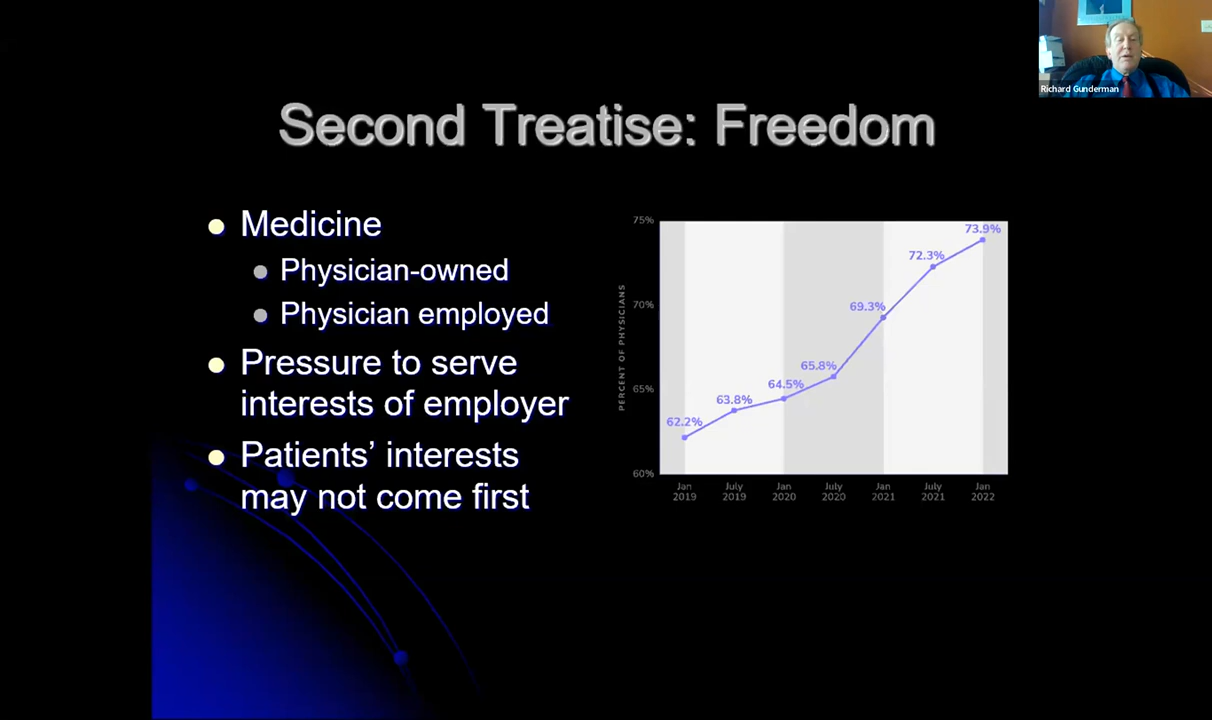 Richard Gunderman
Second Treatise: Freedom
Medicine
Physician-owned
Physician employed
Pressure to serve
interests of employer
Patients’ interests
may not come first
PERCENT OF PHYSICIANS
75%
70%
65%
60%
62.2%
63.8%
64.5%
65.8%
69.3%
72.3%
73.9%
Jan
2019
July
2019
Jan
2020
July
2020
Jan
2021
July
2021
Jan
2022